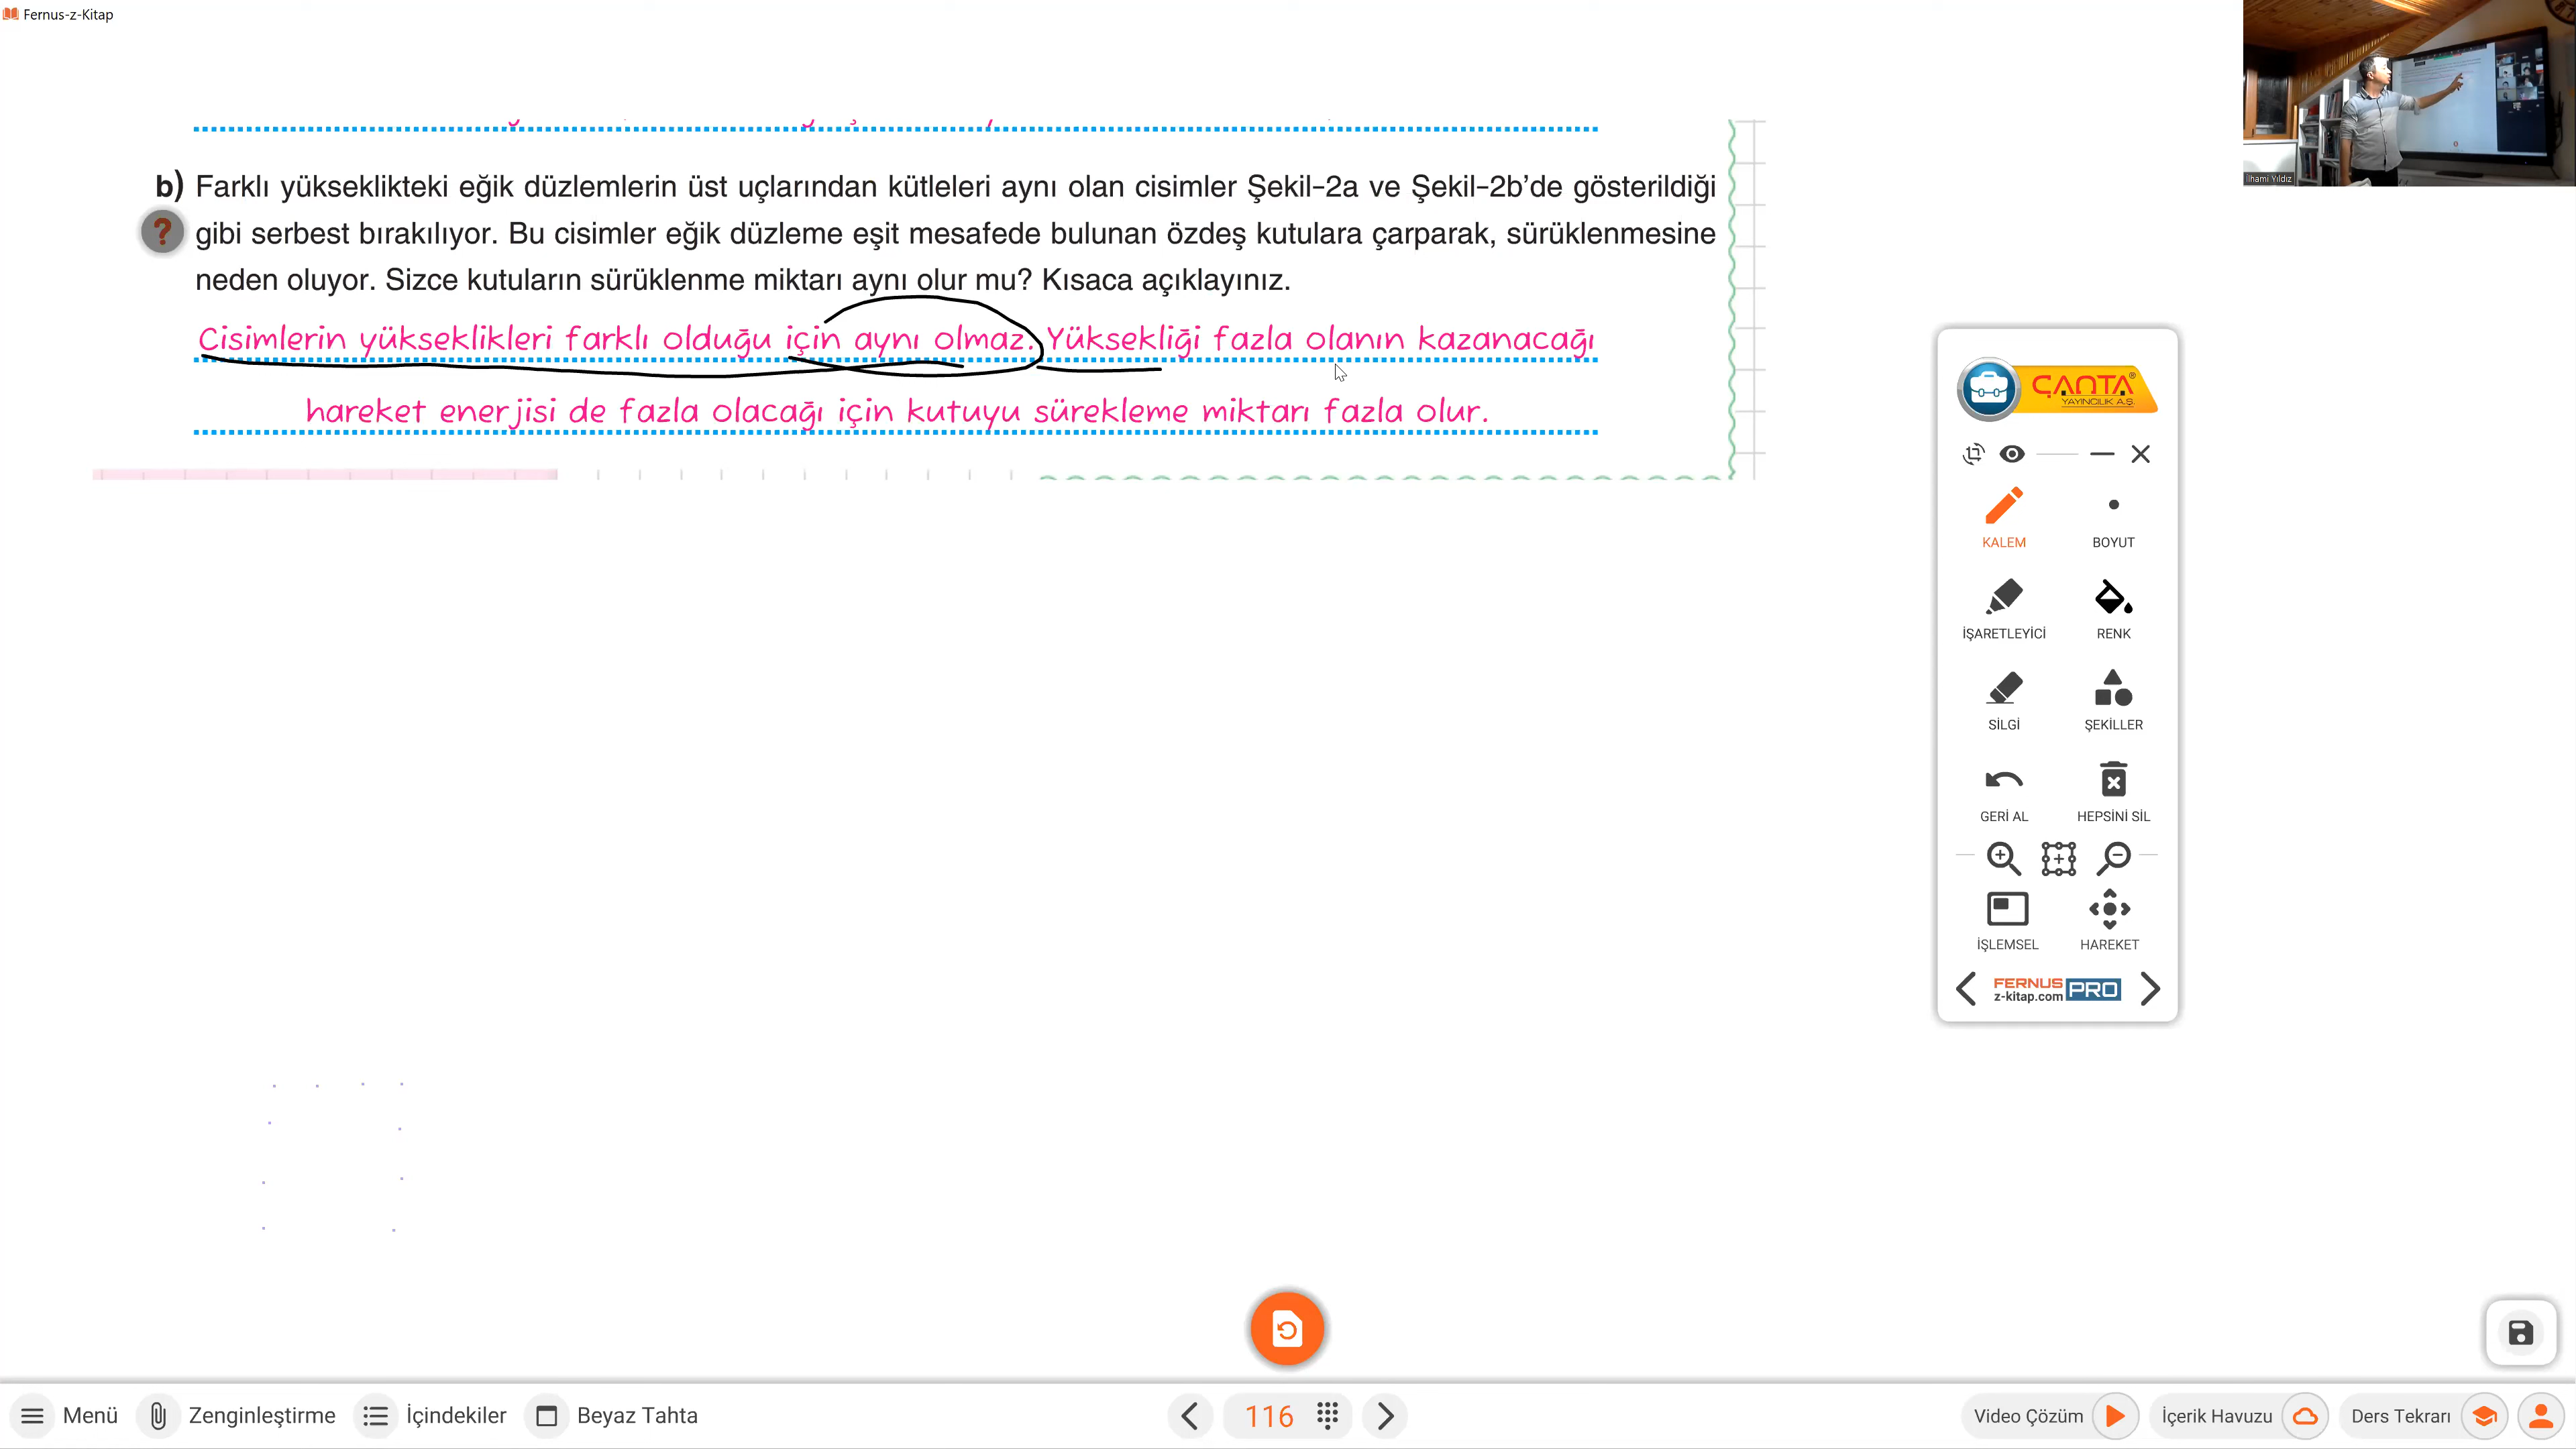 Fernus-z-Kitap
İlhami Yıldız
b) Farklı yükseklikteki eğik düzlemlerin üst uçlarından kütleleri aynı olan cisimler Şekil-2a ve Şekil-2b'de gösterildiği
? gibi serbest bırakılıyor. Bu cisimler eğik düzleme eşit mesafede bulunan özdeş kutulara çarparak, sürüklenmesine
neden oluyor. Sizce kutuların sürüklenme miktarı aynı olur mu? Kısaca açıklayınız.
Cisimlerin yükseklikleri farklı olduğu için aynı olmaz. Yüksekliği fazla olanın kazanacağı
hareket enerjisi de fazla olacağı için kutuyu sürekleme miktarı fazla olur.
ÇANTA®
YAYINCILIK A.Ş.
KALEM BOYUT
İŞARETLEYİCİ RENK
SİLGİ ŞEKİLLER
GERİ AL HEPSİNİ SİL
İŞLEMSEL HAREKET
FERNUS
z-kitap.com PRO
Menü Zenginleştirme İçindekiler Beyaz Tahta 116 Video Çözüm İçerik Havuzu Ders Tekrarı